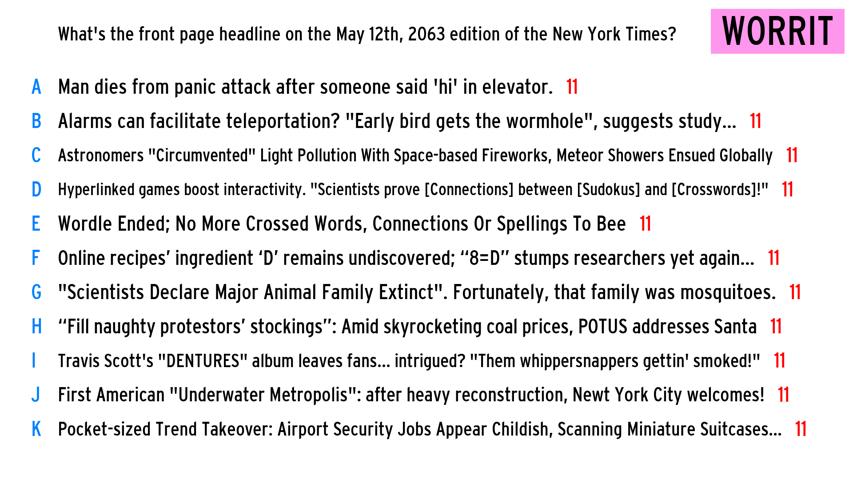 What's the front page headline on the May 12th, 2063 edition of the New York Times?
WORRIT
A Man dies from panic attack after someone said 'hi' in elevator. 11
B Alarms can facilitate teleportation? "Early bird gets the wormhole", suggests study... 11
C Astronomers "Circumvented" Light Pollution With Space-based Fireworks, Meteor Showers Ensued Globally 11
D Hyperlinked games boost interactivity. "Scientists prove [Connections] between [Sudokus] and [Crosswords]!" 11
E Wordle Ended; No More Crossed Words, Connections Or Spellings To Bee 11
F Online recipes’ ingredient ‘D’ remains undiscovered; “8=D” stumps researchers yet again... 11
G "Scientists Declare Major Animal Family Extinct". Fortunately, that family was mosquitoes. 11
H “Fill naughty protestors’ stockings”: Amid skyrocketing coal prices, POTUS addresses Santa 11
I Travis Scott's "DENTURES" album leaves fans... intrigued? "Them whippersnappers gettin' smoked!" 11
J First American "Underwater Metropolis": after heavy reconstruction, Newt York City welcomes! 11
K Pocket-sized Trend Takeover: Airport Security Jobs Appear Childish, Scanning Miniature Suitcases... 11